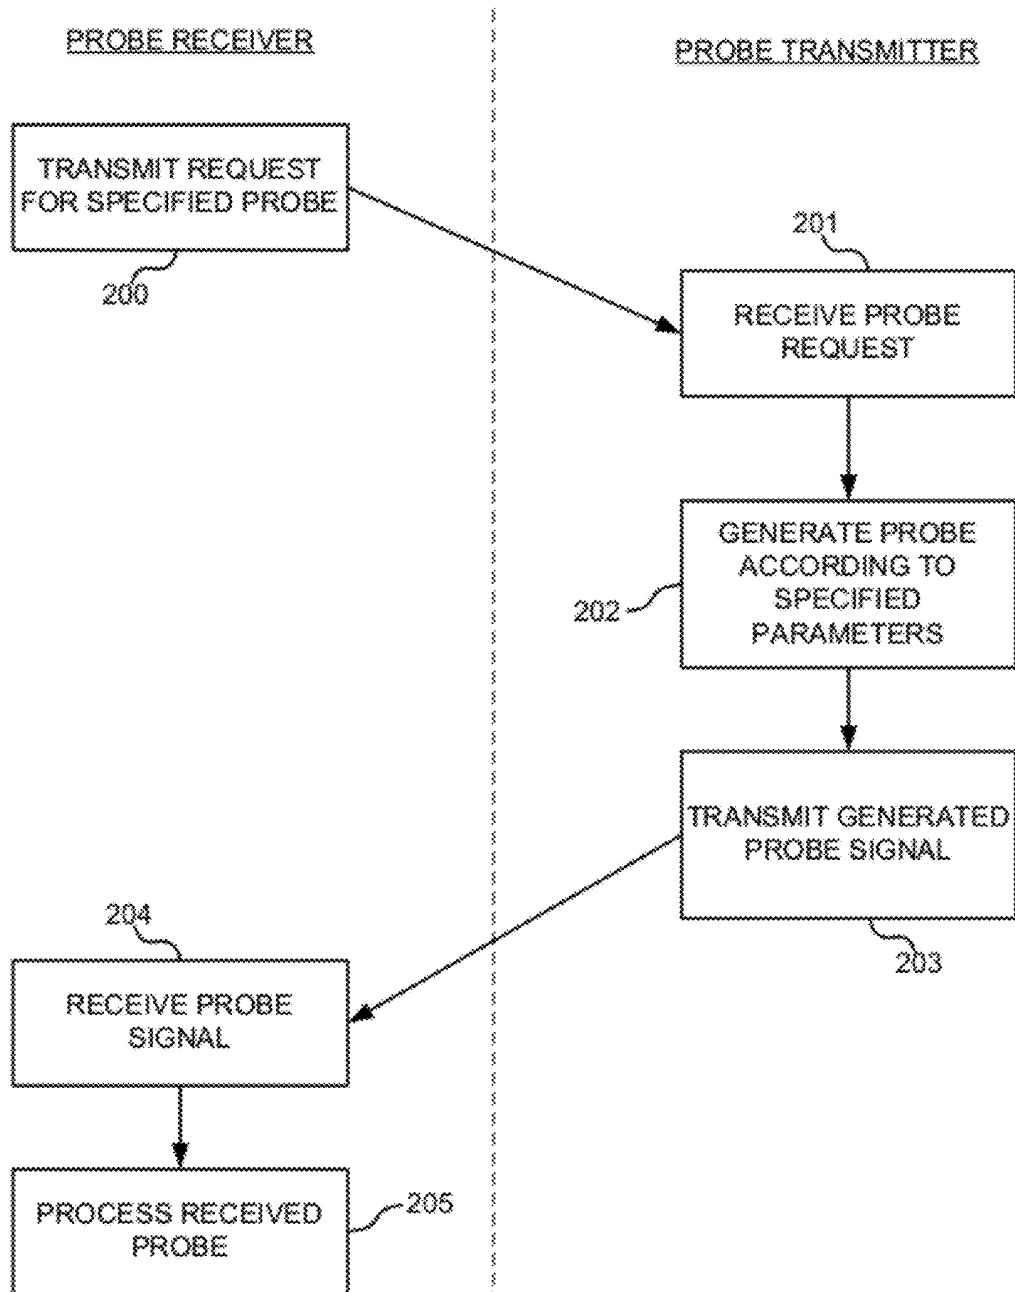 PROBE RECEIVER
PROBE TRANSMITTER
TRANSMIT REQUEST
FOR SPECIFIED PROBE
200
201
RECEIVE PROBE
REQUEST
GENERATE PROBE
ACCORDING TO
SPECIFIED
PARAMETERS
202
TRANSMIT GENERATED
PROBE SIGNAL
203
204
RECEIVE PROBE
SIGNAL
PROCESS RECEIVED
PROBE
205